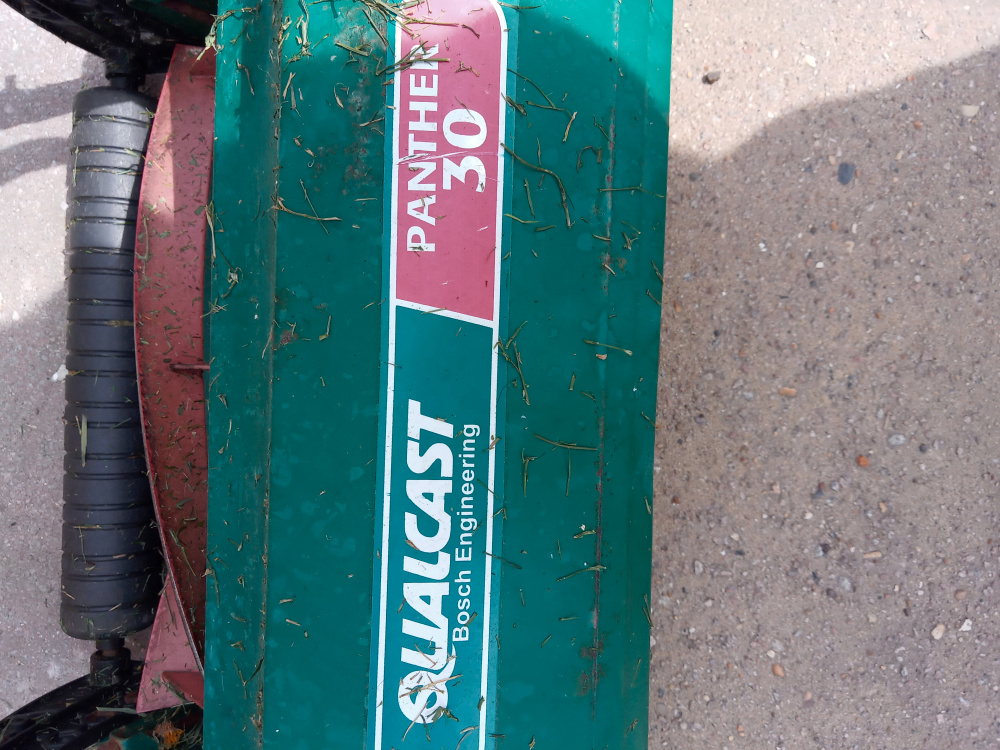 QUALCAST
Bosch Engineering
PANTHER
30